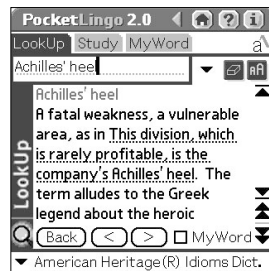 PocketLingo 2.0
LookUp Study MyWord
Achilles' heel
Achilles' heel
A fatal weakness, a vulnerable
area, as in This division, which
is rarely profitable, is the
company's Achilles' heel. The
term alludes to the Greek
legend about the heroic
LookUp
Back < > MyWord
American Heritage(R) Idioms Dict.